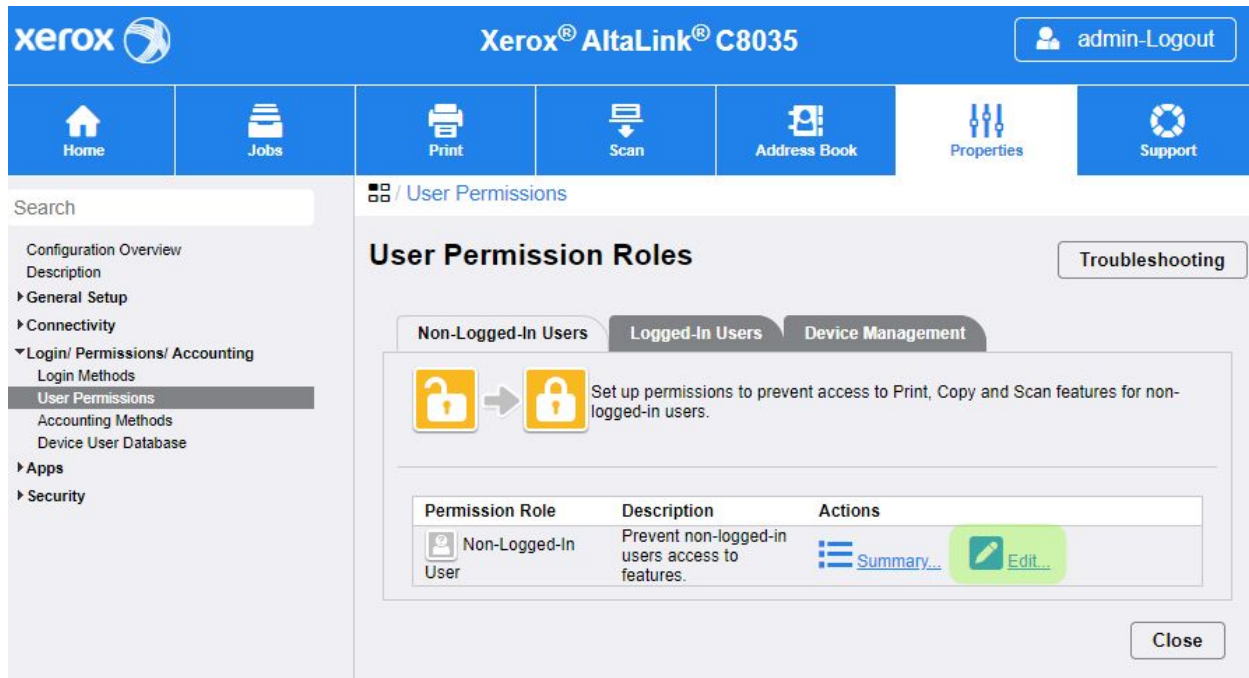 xerox
Xerox® AltaLink® C8035
admin-Logout
Home
Jobs
Print
Scan
Address Book
Properties
Support
Search
Configuration Overview
Description
General Setup
Connectivity
Login/ Permissions/ Accounting
Login Methods
User Permissions
Accounting Methods
Device User Database
Apps
Security
/ User Permissions
User Permission Roles
Troubleshooting
Non-Logged-In Users
Logged-In Users
Device Management
Set up permissions to prevent access to Print, Copy and Scan features for non-
logged-in users.
Permission Role
Description
Actions
Non-Logged-In
User
Prevent non-logged-in
users access to
features.
Summary...
Edit...
Close